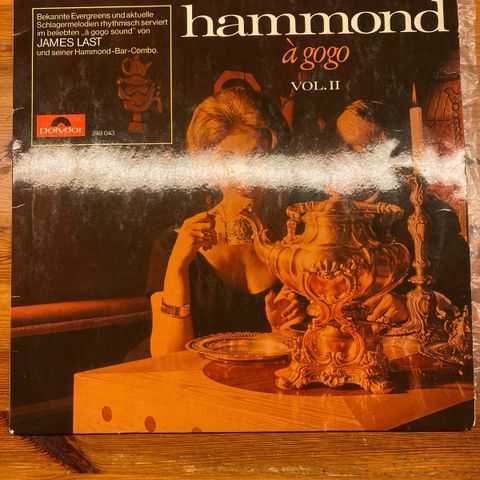 Bekannte Evergreens und aktuelle
Schlagermelodien rhythmisch serviert
im beliebten „à gogo sound" von
JAMES LAST
und seiner Hammond-Bar-Combo.
Polydor
249 043
hammond
à gogo
VOL. II